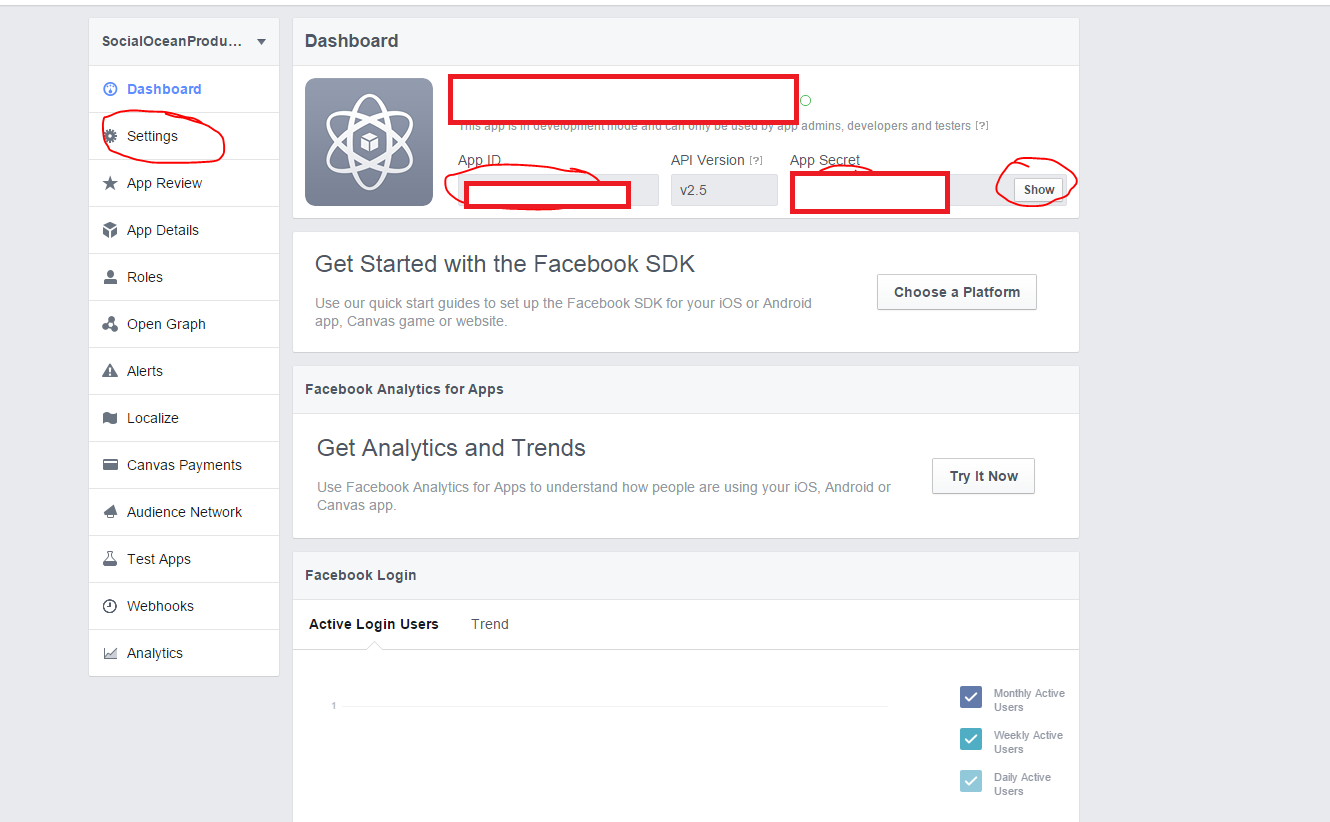 SocialOceanProdu...
Dashboard
Settings
App Review
App Details
Roles
Open Graph
Alerts
Localize
Canvas Payments
Audience Network
Test Apps
Webhooks
Analytics
Dashboard
This app is in development mode and can only be used by app admins, developers and testers [?]
App ID
API Version [?]
App Secret
v2.5
Show
Get Started with the Facebook SDK
Use our quick start guides to set up the Facebook SDK for your iOS or Android
app, Canvas game or website.
Choose a Platform
Facebook Analytics for Apps
Get Analytics and Trends
Use Facebook Analytics for Apps to understand how people are using your iOS, Android or
Canvas app.
Try It Now
Facebook Login
Active Login Users
Trend
1
Monthly Active
Users
Weekly Active
Users
Daily Active
Users